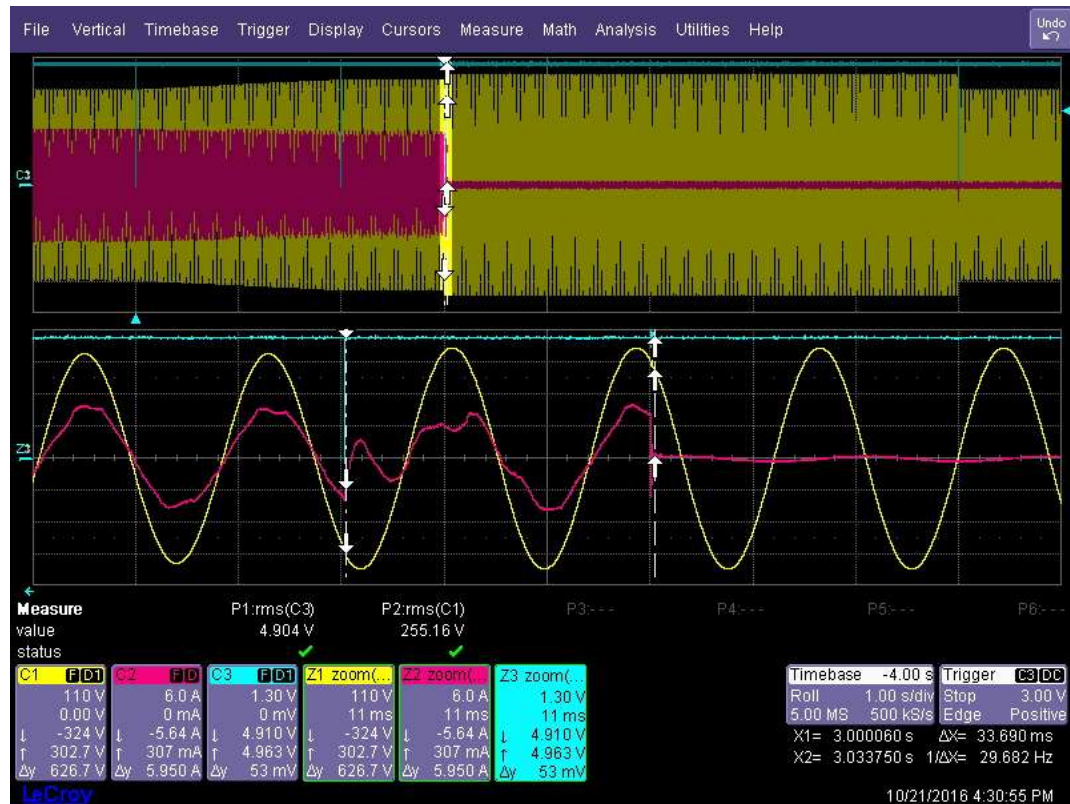 File Vertical Timebase Trigger Display Cursors Measure Math Analysis Utilities Help Undo
C3
Z3
Measure P1:rms(C3) P2:rms(C1) P3:--- P4:--- P5:--- P6:---
value 4.904 V 255.16 V
status
C1 F D1 C2 F D C3 F D1 Z1 zoom(... Z2 zoom(... Z3 zoom(... Timebase -4.00 s Trigger C3 DC
110 V 6.0 A 1.30 V 110 V 6.0 A 1.30 V Roll 1.00 s/div Stop 3.00 V
0.00 V 0 mA 0 mV 11 ms 11 ms 11 ms 5.00 MS 500 kS/s Edge Positive
↓ -324 V ↓ -5.64 A ↓ 4.910 V ↓ -324 V ↓ -5.64 A ↓ 4.910 V X1= 3.000060 s ΔX= 33.690 ms
↑ 302.7 V ↑ 307 mA ↑ 4.963 V ↑ 302.7 V ↑ 307 mA ↑ 4.963 V X2= 3.033750 s 1/ΔX= 29.682 Hz
Δy 626.7 V Δy 5.950 A Δy 53 mV Δy 626.7 V Δy 5.950 A Δy 53 mV
LeCroy 10/21/2016 4:30:55 PM